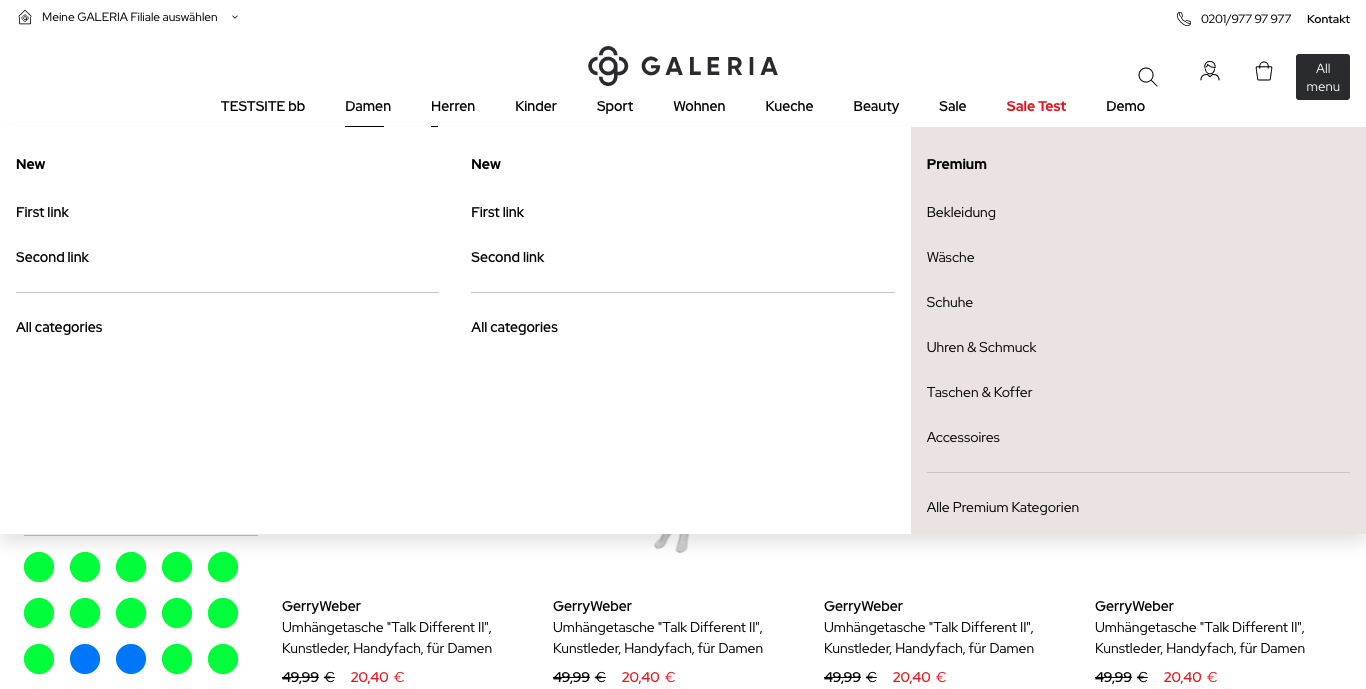 Meine GALERIA Filiale auswählen
0201/977 97 977 Kontakt
GALERIA
All
menu
TESTSITE bb Damen Herren Kinder Sport Wohnen Kueche Beauty Sale Sale Test Demo
New
First link
Second link
All categories
New
First link
Second link
All categories
Premium
Bekleidung
Wäsche
Schuhe
Uhren & Schmuck
Taschen & Koffer
Accessoires
Alle Premium Kategorien
GerryWeber
Umhängetasche "Talk Different II",
Kunstleder, Handyfach, für Damen
49,99 € 20,40 €
GerryWeber
Umhängetasche "Talk Different II",
Kunstleder, Handyfach, für Damen
49,99 € 20,40 €
GerryWeber
Umhängetasche "Talk Different II",
Kunstleder, Handyfach, für Damen
49,99 € 20,40 €
GerryWeber
Umhängetasche "Talk Different II",
Kunstleder, Handyfach, für Damen
49,99 € 20,40 €